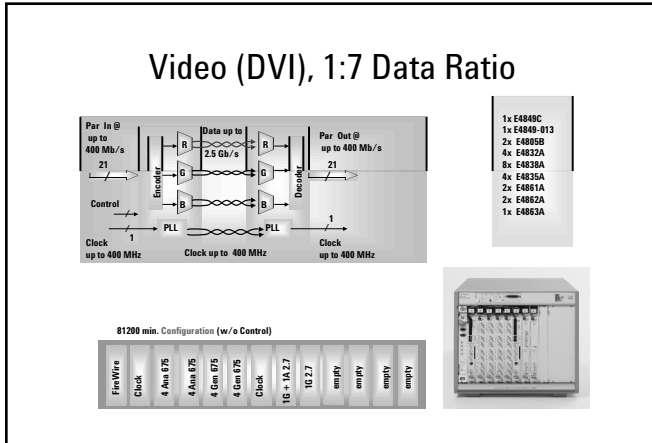 Video (DVI), 1:7 Data Ratio
Par In @
up to
400 Mb/s
21
Control
1
Clock
up to 400 MHz
Encoder
R
G
B
PLL
Data up to
2.5 Gb/s
Clock up to 400 MHz
R
G
B
PLL
Decoder
Par Out @
up to 400 Mb/s
21
1
Clock
up to 400 MHz
1x E4849C
1x E4849-013
2x E4805B
4x E4832A
8x E4838A
4x E4835A
2x E4861A
2x E4862A
1x E4863A
81200 min. Configuration (w/o Control)
FireWire
Clock
4 Ana 675
4 Ana 675
4 Gen 675
4 Gen 675
Clock
1G + 1A 2.7
1G 2.7
empty
empty
empty
empty